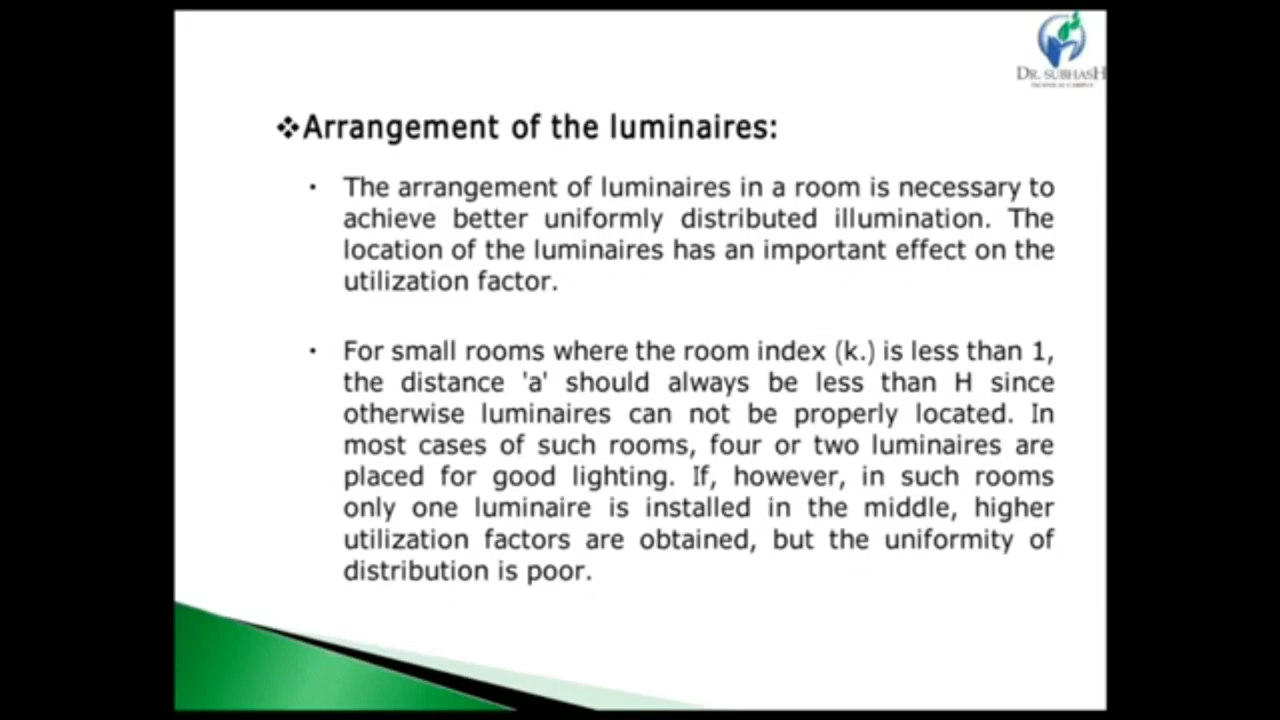 DR. SUBHASH
❖Arrangement of the luminaires:
• The arrangement of luminaires in a room is necessary to
achieve better uniformly distributed illumination. The
location of the luminaires has an important effect on the
utilization factor.
• For small rooms where the room index (k.) is less than 1,
the distance 'a' should always be less than H since
otherwise luminaires can not be properly located. In
most cases of such rooms, four or two luminaires are
placed for good lighting. If, however, in such rooms
only one luminaire is installed in the middle, higher
utilization factors are obtained, but the uniformity of
distribution is poor.